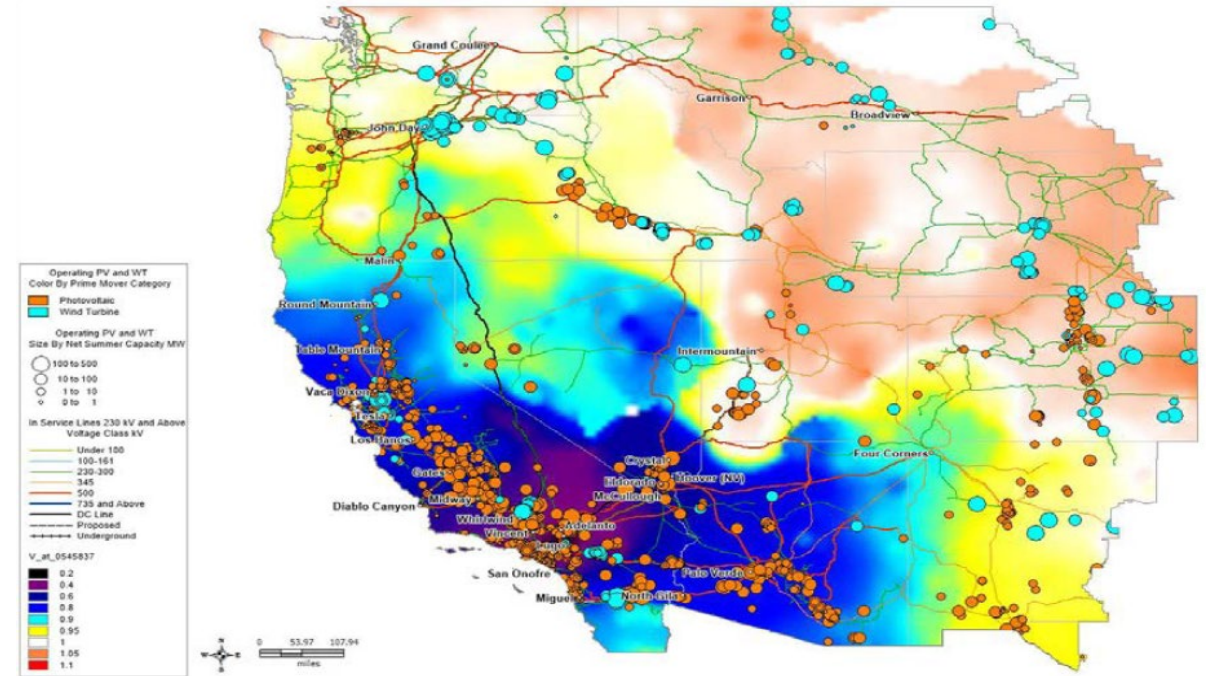 Grand Coulee
Garrison
Broadview
John Day
Malin
Round Mountain
Table Mountain
Intermountain
Vaca Dixon
Tesla
Los Banos
Four Corners
Crystal
Gates
Eldorado
Hoover (NV)
McCullough
Midway
Diablo Canyon
Whirlwind
Adelanto
Vincent
Lugo
San Onofre
Palo Verde
Miguel
North Gila
Operating PV and WT
Color By Prime Mover Category
Photovoltaic
Wind Turbine
Operating PV and WT
Size By Net Summer Capacity MW
100 to 500
10 to 100
1 to 10
0 to 1
In Service Lines 230 kV and Above
Voltage Class kV
Under 100
100-161
230-300
345
500
735 and Above
DC Line
Proposed
Underground
V_at_0545837
0.2
0.4
0.6
0.8
0.9
0.95
1
1.05
1.1
N
W E
S
0 53.97 107.94
miles